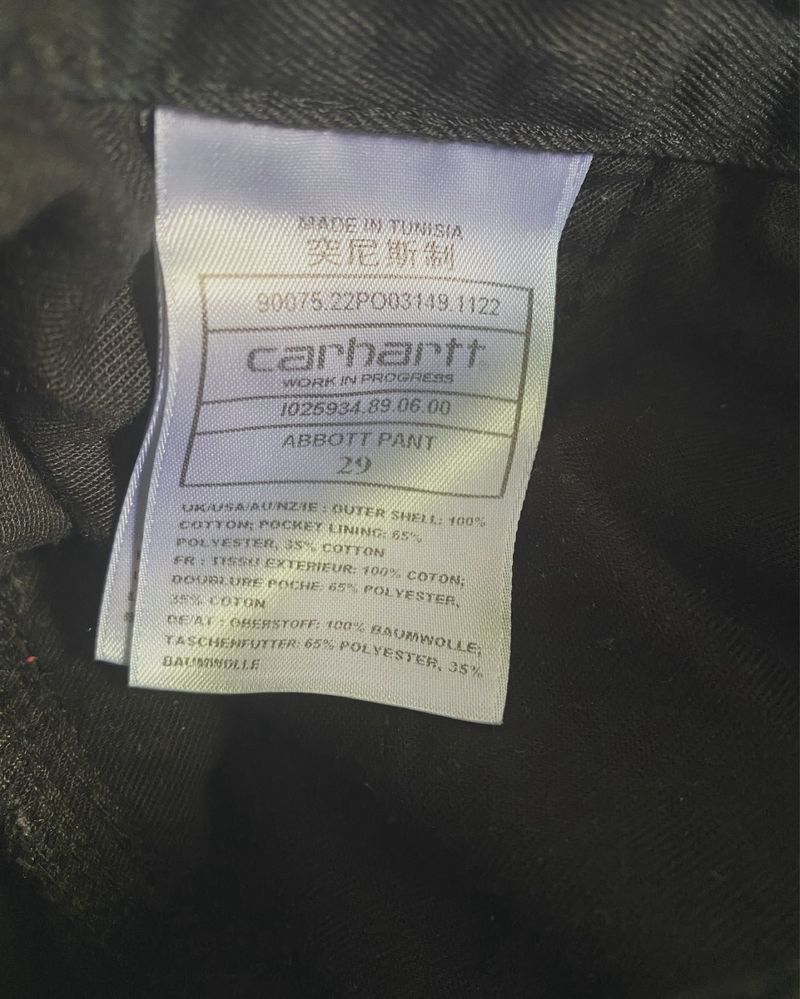 MADE IN TUNISIA
突尼斯制
90075.22PO03149.1122
carhartt
WORK IN PROGRESS
I025934.89.06.00
ABBOTT PANT
29
UK/USA/AU/NZ/IE : OUTER SHELL: 100%
COTTON; POCKET LINING: 65%
POLYESTER, 35% COTTON
FR : TISSU EXTERIEUR: 100% COTON;
DOUBLURE POCHE: 65% POLYESTER,
35% COTON
DE/AT : OBERSTOFF: 100% BAUMWOLLE;
TASCHENFUTTER: 65% POLYESTER, 35%
BAUMWOLLE